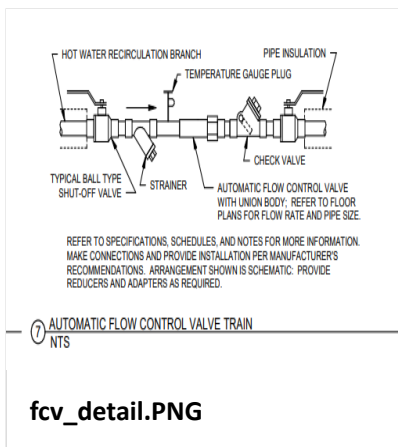 HOT WATER RECIRCULATION BRANCH
PIPE INSULATION
TEMPERATURE GAUGE PLUG
TYPICAL BALL TYPE
SHUT-OFF VALVE
STRAINER
CHECK VALVE
AUTOMATIC FLOW CONTROL VALVE
WITH UNION BODY; REFER TO FLOOR
PLANS FOR FLOW RATE AND PIPE SIZE.
REFER TO SPECIFICATIONS, SCHEDULES, AND NOTES FOR MORE INFORMATION.
MAKE CONNECTIONS AND PROVIDE INSTALLATION PER MANUFACTURER'S
RECOMMENDATIONS. ARRANGEMENT SHOWN IS SCHEMATIC: PROVIDE
REDUCERS AND ADAPTERS AS REQUIRED.
7 AUTOMATIC FLOW CONTROL VALVE TRAIN
NTS
fcv_detail.PNG